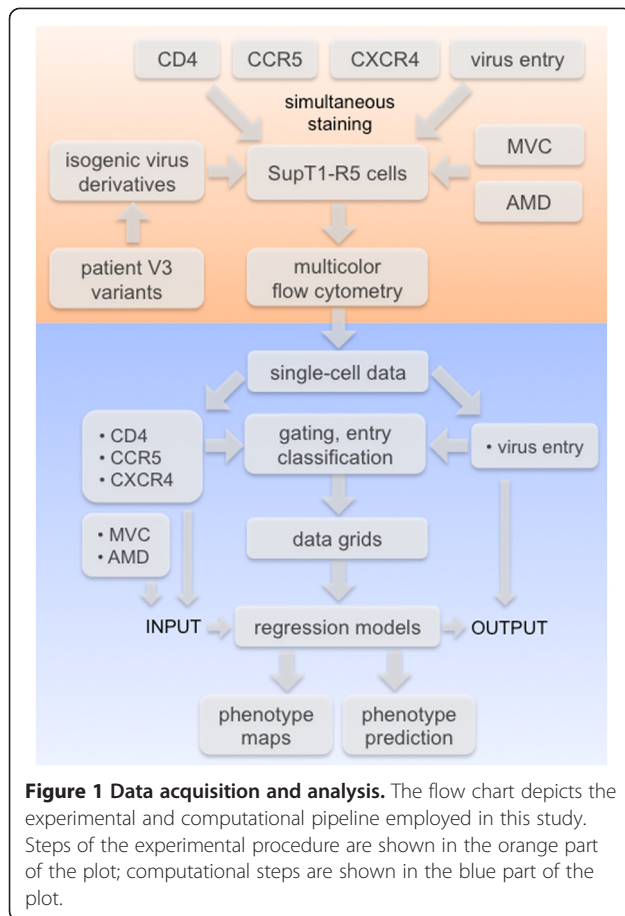 CD4
CCR5
CXCR4
virus entry
simultaneous
staining
MVC
isogenic virus
derivatives
SupT1-R5 cells
AMD
patient V3
variants
multicolor
flow cytometry
single-cell data
• CD4
• CCR5
• CXCR4
gating, entry
classification
• virus entry
• MVC
• AMD
data grids
INPUT
regression models
OUTPUT
phenotype
maps
phenotype
prediction
Figure 1 Data acquisition and analysis. The flow chart depicts the
experimental and computational pipeline employed in this study.
Steps of the experimental procedure are shown in the orange part
of the plot; computational steps are shown in the blue part of the
plot.